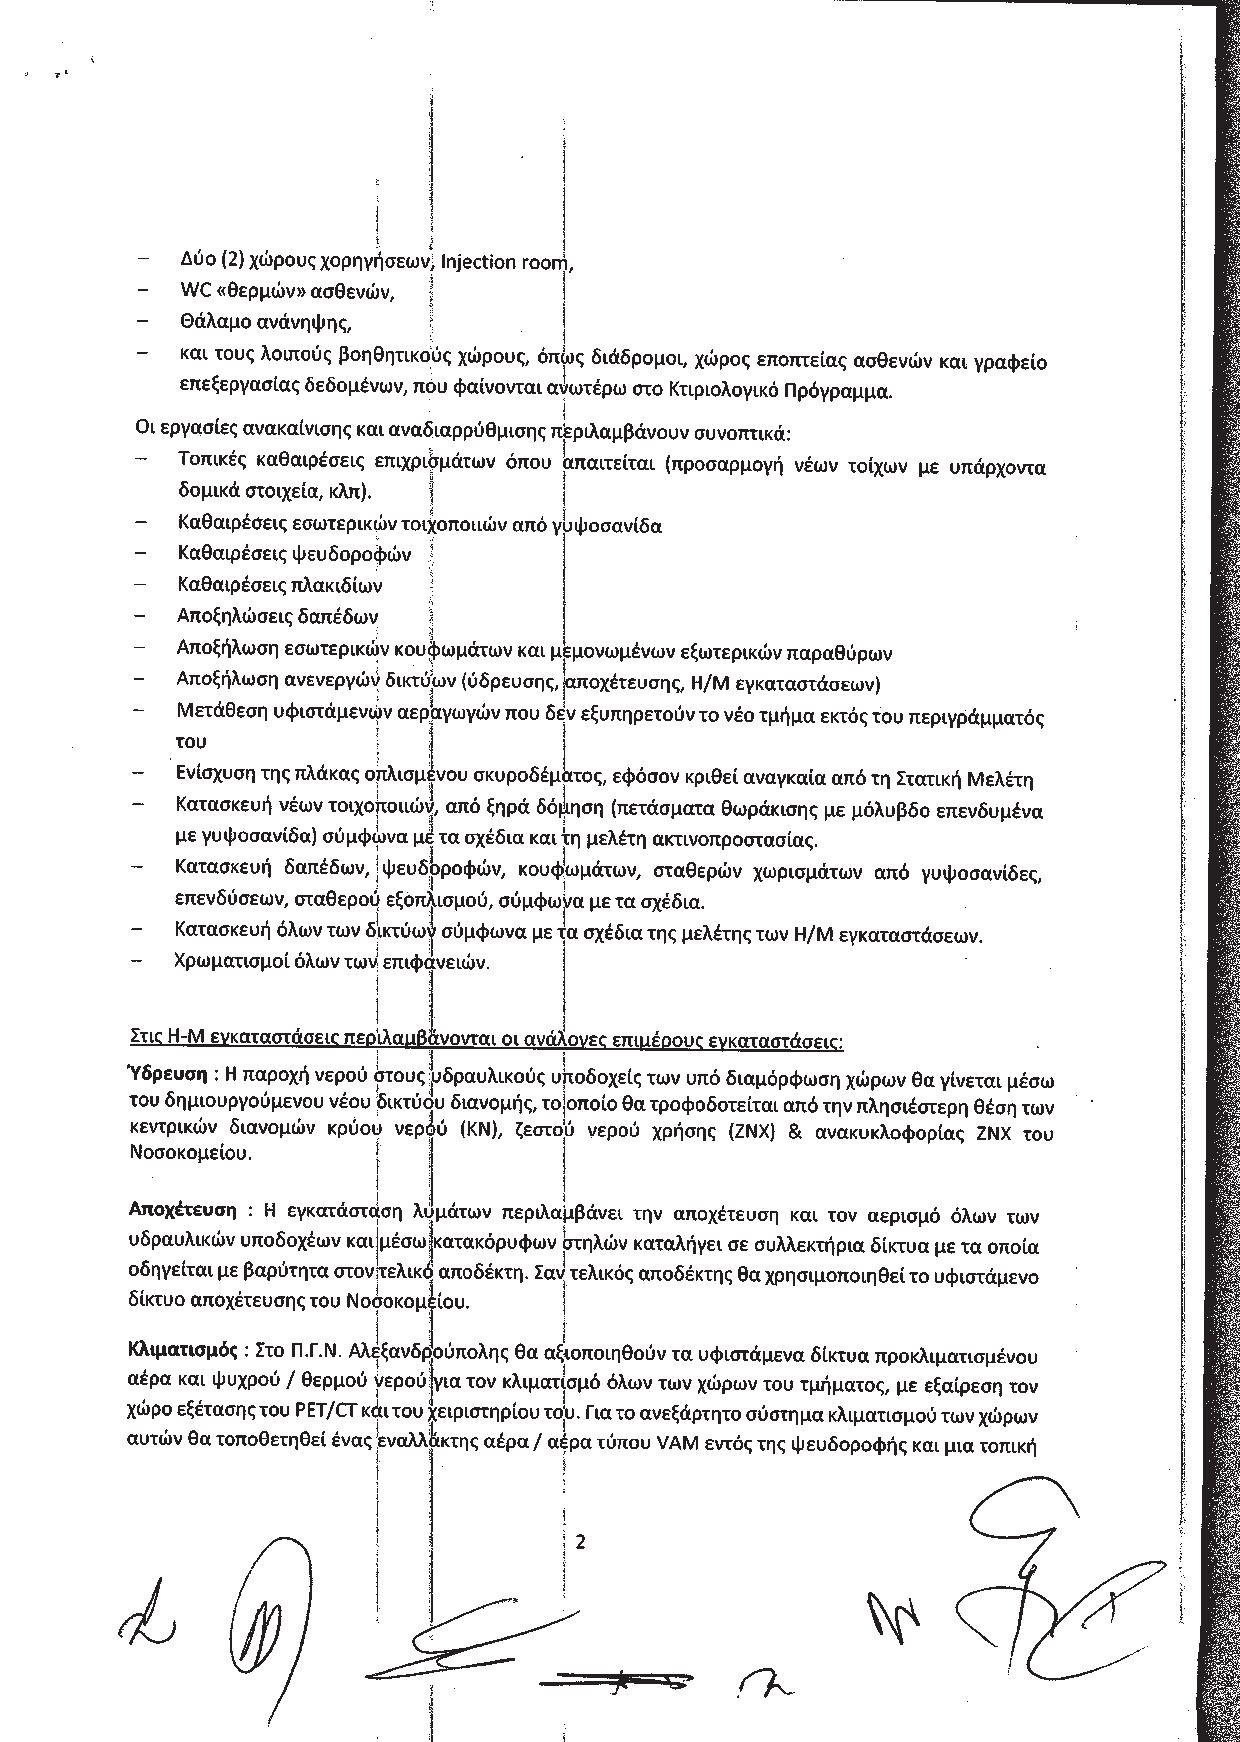 – Δύο (2) χώρους χορηγήσεων, Injection room,
– WC «θερμών» ασθενών,
– Θάλαμο ανάνηψης,
– και τους λοιπούς βοηθητικούς χώρους, όπως διάδρομοι, χώρος εποπτείας ασθενών και γραφείο
επεξεργασίας δεδομένων, που φαίνονται ανωτέρω στο Κτιριολογικό Πρόγραμμα.
Οι εργασίες ανακαίνισης και αναδιαρρύθμισης περιλαμβάνουν συνοπτικά:
– Τοπικές καθαιρέσεις επιχρισμάτων όπου απαιτείται (προσαρμογή νέων τοίχων με υπάρχοντα
δομικά στοιχεία, κλπ).
– Καθαιρέσεις εσωτερικών τοιχοποιιών από γυψοσανίδα
– Καθαιρέσεις ψευδοροφών
– Καθαιρέσεις πλακιδίων
– Αποξηλώσεις δαπέδων
– Αποξήλωση εσωτερικών κουφωμάτων και μεμονωμένων εξωτερικών παραθύρων
– Αποξήλωση ανενεργών δικτύων (ύδρευσης, αποχέτευσης, Η/Μ εγκαταστάσεων)
– Μετάθεση υφιστάμενων αεραγωγών που δεν εξυπηρετούν το νέο τμήμα εκτός του περιγράμματός
του
– Ενίσχυση της πλάκας οπλισμένου σκυροδέματος, εφόσον κριθεί αναγκαία από τη Στατική Μελέτη
– Κατασκευή νέων τοιχοποιιών, από ξηρά δόμηση (πετάσματα θωράκισης με μόλυβδο επενδυμένα
με γυψοσανίδα) σύμφωνα με τα σχέδια και τη μελέτη ακτινοπροστασίας.
– Κατασκευή δαπέδων, ψευδοροφών, κουφωμάτων, σταθερών χωρισμάτων από γυψοσανίδες,
επενδύσεων, σταθερού εξοπλισμού, σύμφωνα με τα σχέδια.
– Κατασκευή όλων των δικτύων σύμφωνα με τα σχέδια της μελέτης των Η/Μ εγκαταστάσεων.
– Χρωματισμοί όλων των επιφανειών.
Στις Η-Μ εγκαταστάσεις περιλαμβάνονται οι ανάλογες επιμέρους εγκαταστάσεις:
Ύδρευση : Η παροχή νερού στους υδραυλικούς υποδοχείς των υπό διαμόρφωση χώρων θα γίνεται μέσω
του δημιουργούμενου νέου δικτύου διανομής, το οποίο θα τροφοδοτείται από την πλησιέστερη θέση των
κεντρικών διανομών κρύου νερού (ΚΝ), ζεστού νερού χρήσης (ΖΝΧ) & ανακυκλοφορίας ΖΝΧ του
Νοσοκομείου.
Αποχέτευση : Η εγκατάσταση λυμάτων περιλαμβάνει την αποχέτευση και τον αερισμό όλων των
υδραυλικών υποδοχέων και μέσω κατακόρυφων στηλών καταλήγει σε συλλεκτήρια δίκτυα με τα οποία
οδηγείται με βαρύτητα στον τελικό αποδέκτη. Σαν τελικός αποδέκτης θα χρησιμοποιηθεί το υφιστάμενο
δίκτυο αποχέτευσης του Νοσοκομείου.
Κλιματισμός : Στο Π.Γ.Ν. Αλεξανδρούπολης θα αξιοποιηθούν τα υφιστάμενα δίκτυα προκλιματισμένου
αέρα και ψυχρού / θερμού νερού για τον κλιματισμό όλων των χώρων του τμήματος, με εξαίρεση τον
χώρο εξέτασης του PET/CT και του χειριστηρίου του. Για το ανεξάρτητο σύστημα κλιματισμού των χώρων
αυτών θα τοποθετηθεί ένας εναλλάκτης αέρα / αέρα τύπου VAM εντός της ψευδοροφής και μια τοπική
2